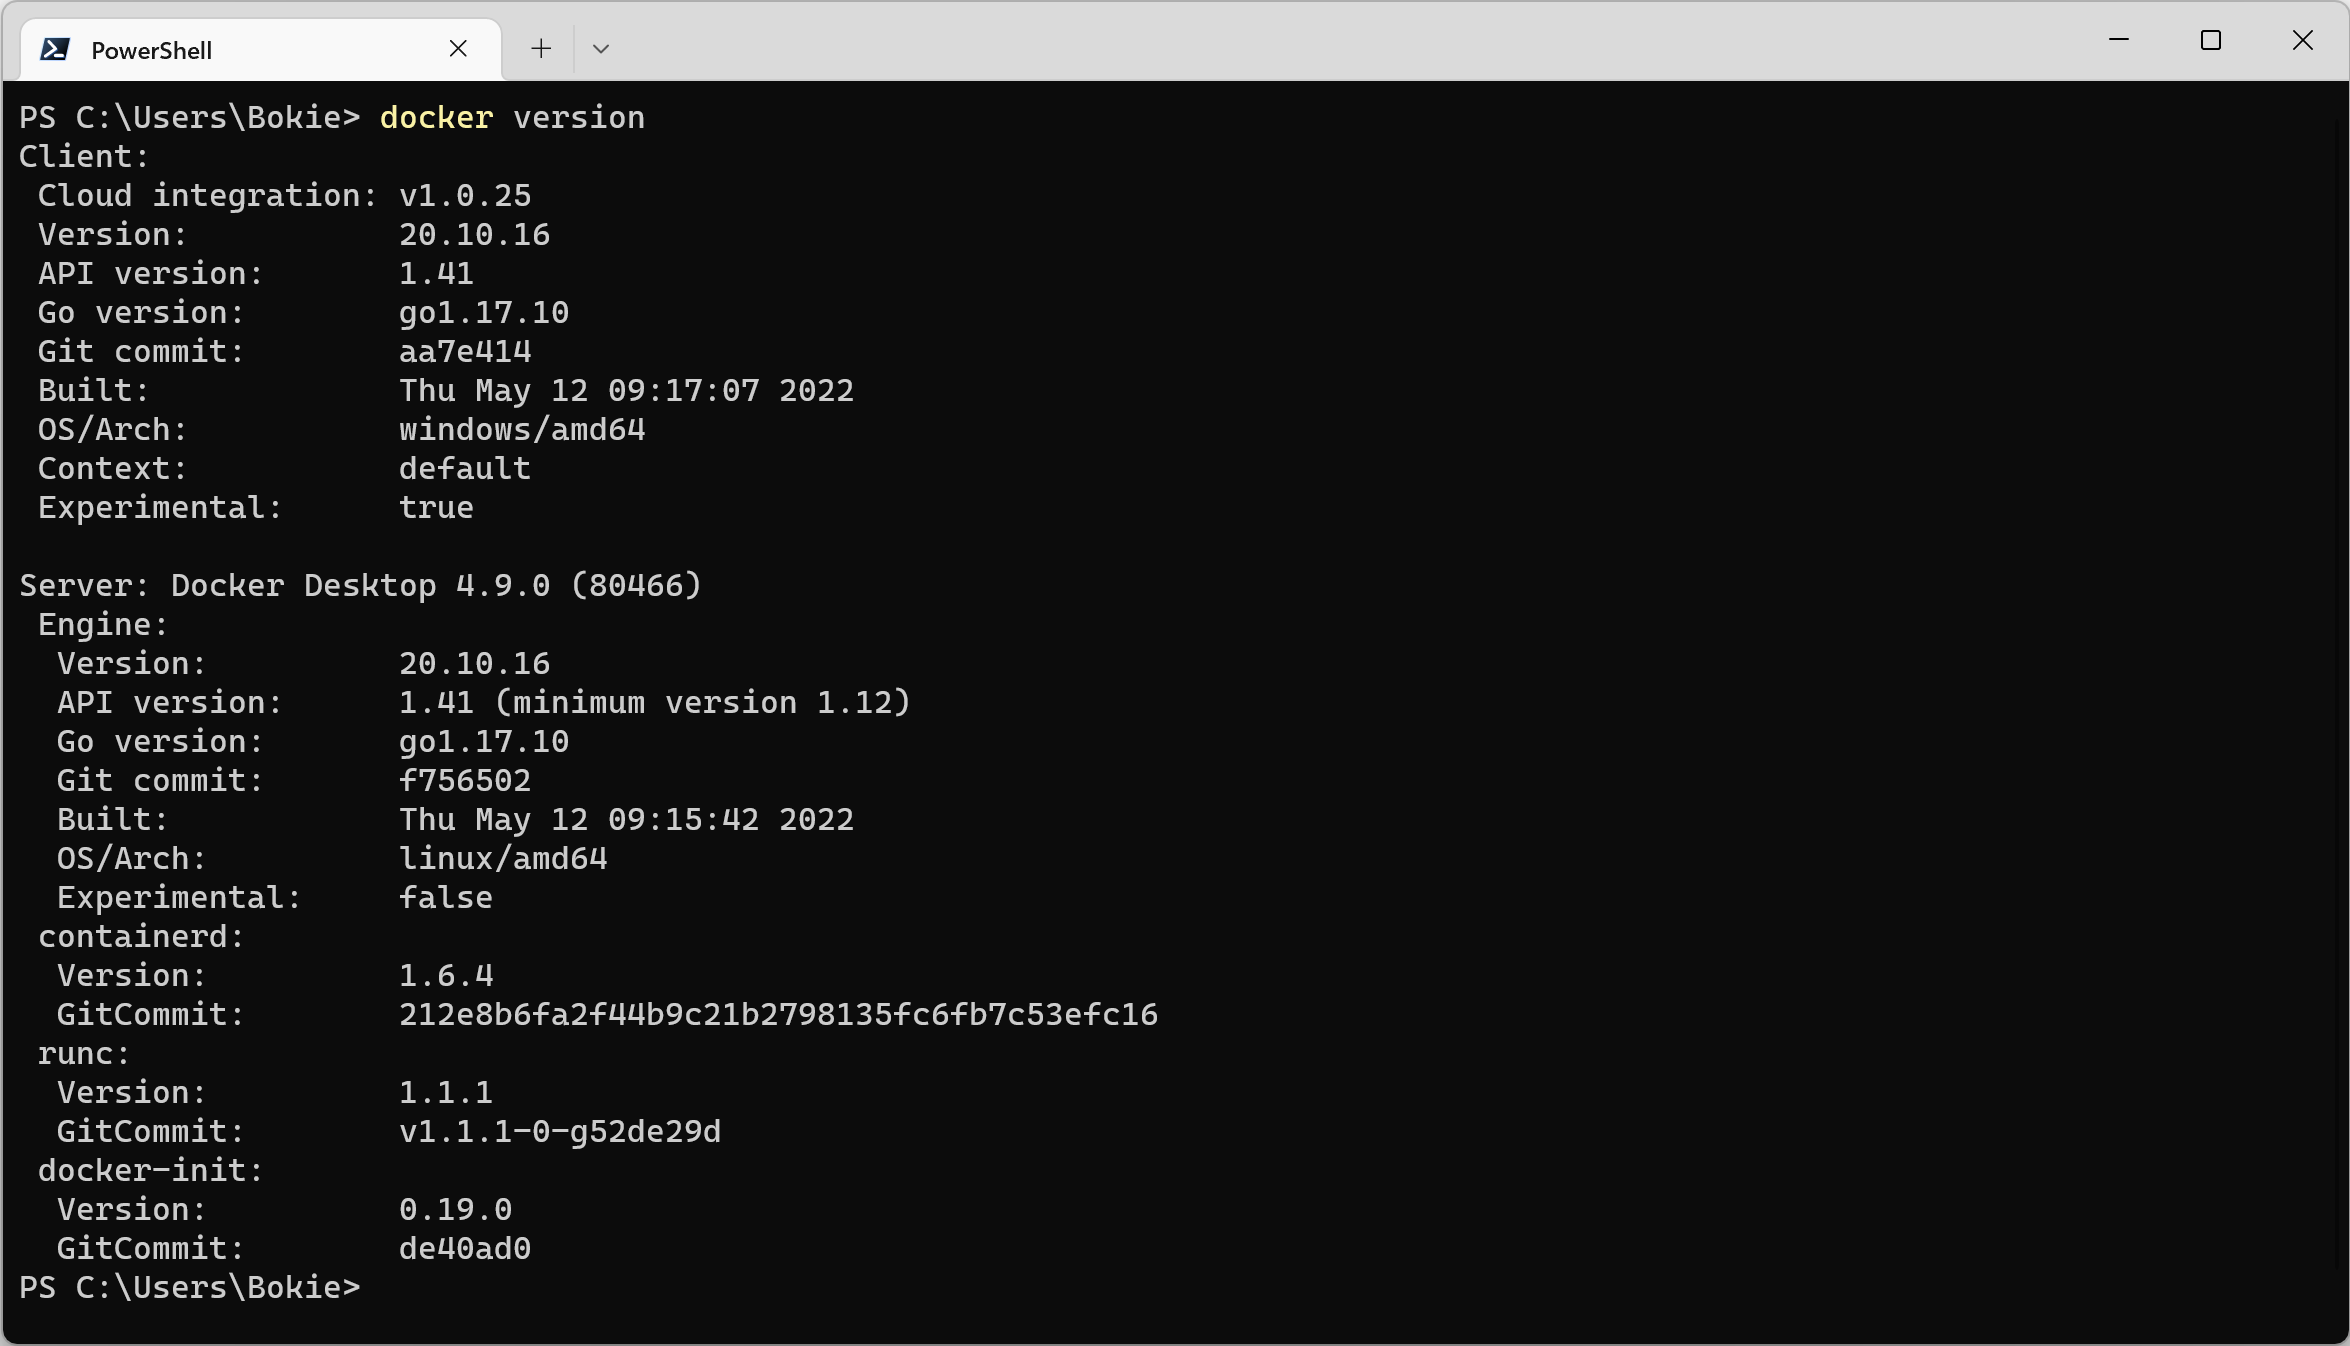 PowerShell
PS C:\Users\Bokie> docker version
Client:
 Cloud integration: v1.0.25
 Version:           20.10.16
 API version:       1.41
 Go version:        go1.17.10
 Git commit:        aa7e414
 Built:             Thu May 12 09:17:07 2022
 OS/Arch:           windows/amd64
 Context:           default
 Experimental:      true

Server: Docker Desktop 4.9.0 (80466)
 Engine:
  Version:          20.10.16
  API version:      1.41 (minimum version 1.12)
  Go version:       go1.17.10
  Git commit:       f756502
  Built:            Thu May 12 09:15:42 2022
  OS/Arch:          linux/amd64
  Experimental:     false
 containerd:
  Version:          1.6.4
  GitCommit:        212e8b6fa2f44b9c21b2798135fc6fb7c53efc16
 runc:
  Version:          1.1.1
  GitCommit:        v1.1.1-0-g52de29d
 docker-init:
  Version:          0.19.0
  GitCommit:        de40ad0
PS C:\Users\Bokie>